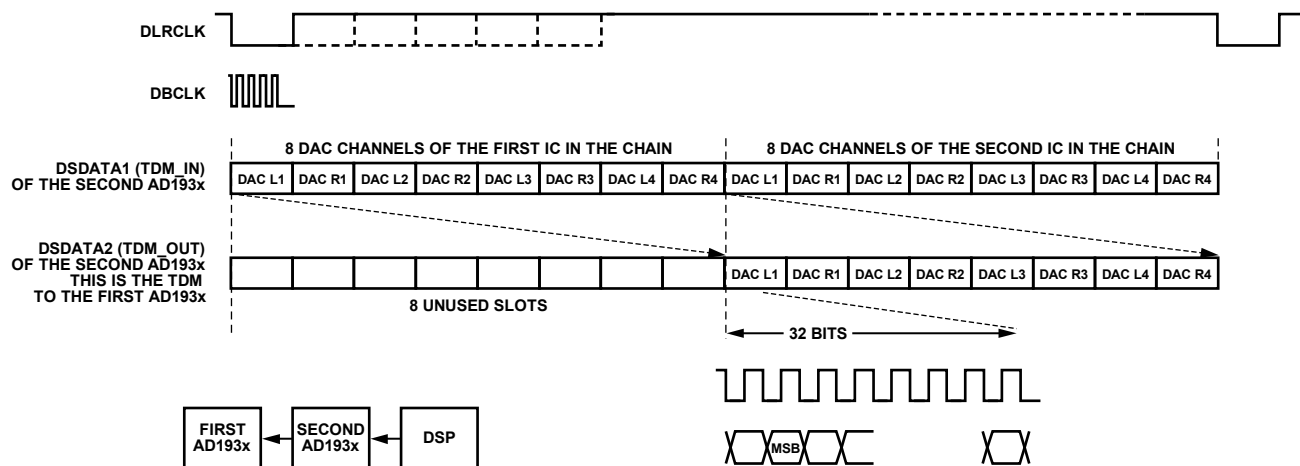 DLRCLK
DBCLK
8 DAC CHANNELS OF THE FIRST IC IN THE CHAIN
8 DAC CHANNELS OF THE SECOND IC IN THE CHAIN
DSDATA1 (TDM_IN)
OF THE SECOND AD193x
DAC L1 DAC R1 DAC L2 DAC R2 DAC L3 DAC R3 DAC L4 DAC R4 DAC L1 DAC R1 DAC L2 DAC R2 DAC L3 DAC R3 DAC L4 DAC R4
DSDATA2 (TDM_OUT)
OF THE SECOND AD193x
THIS IS THE TDM
TO THE FIRST AD193x
DAC L1 DAC R1 DAC L2 DAC R2 DAC L3 DAC R3 DAC L4 DAC R4
8 UNUSED SLOTS
32 BITS
FIRST
AD193x
SECOND
AD193x
DSP
MSB